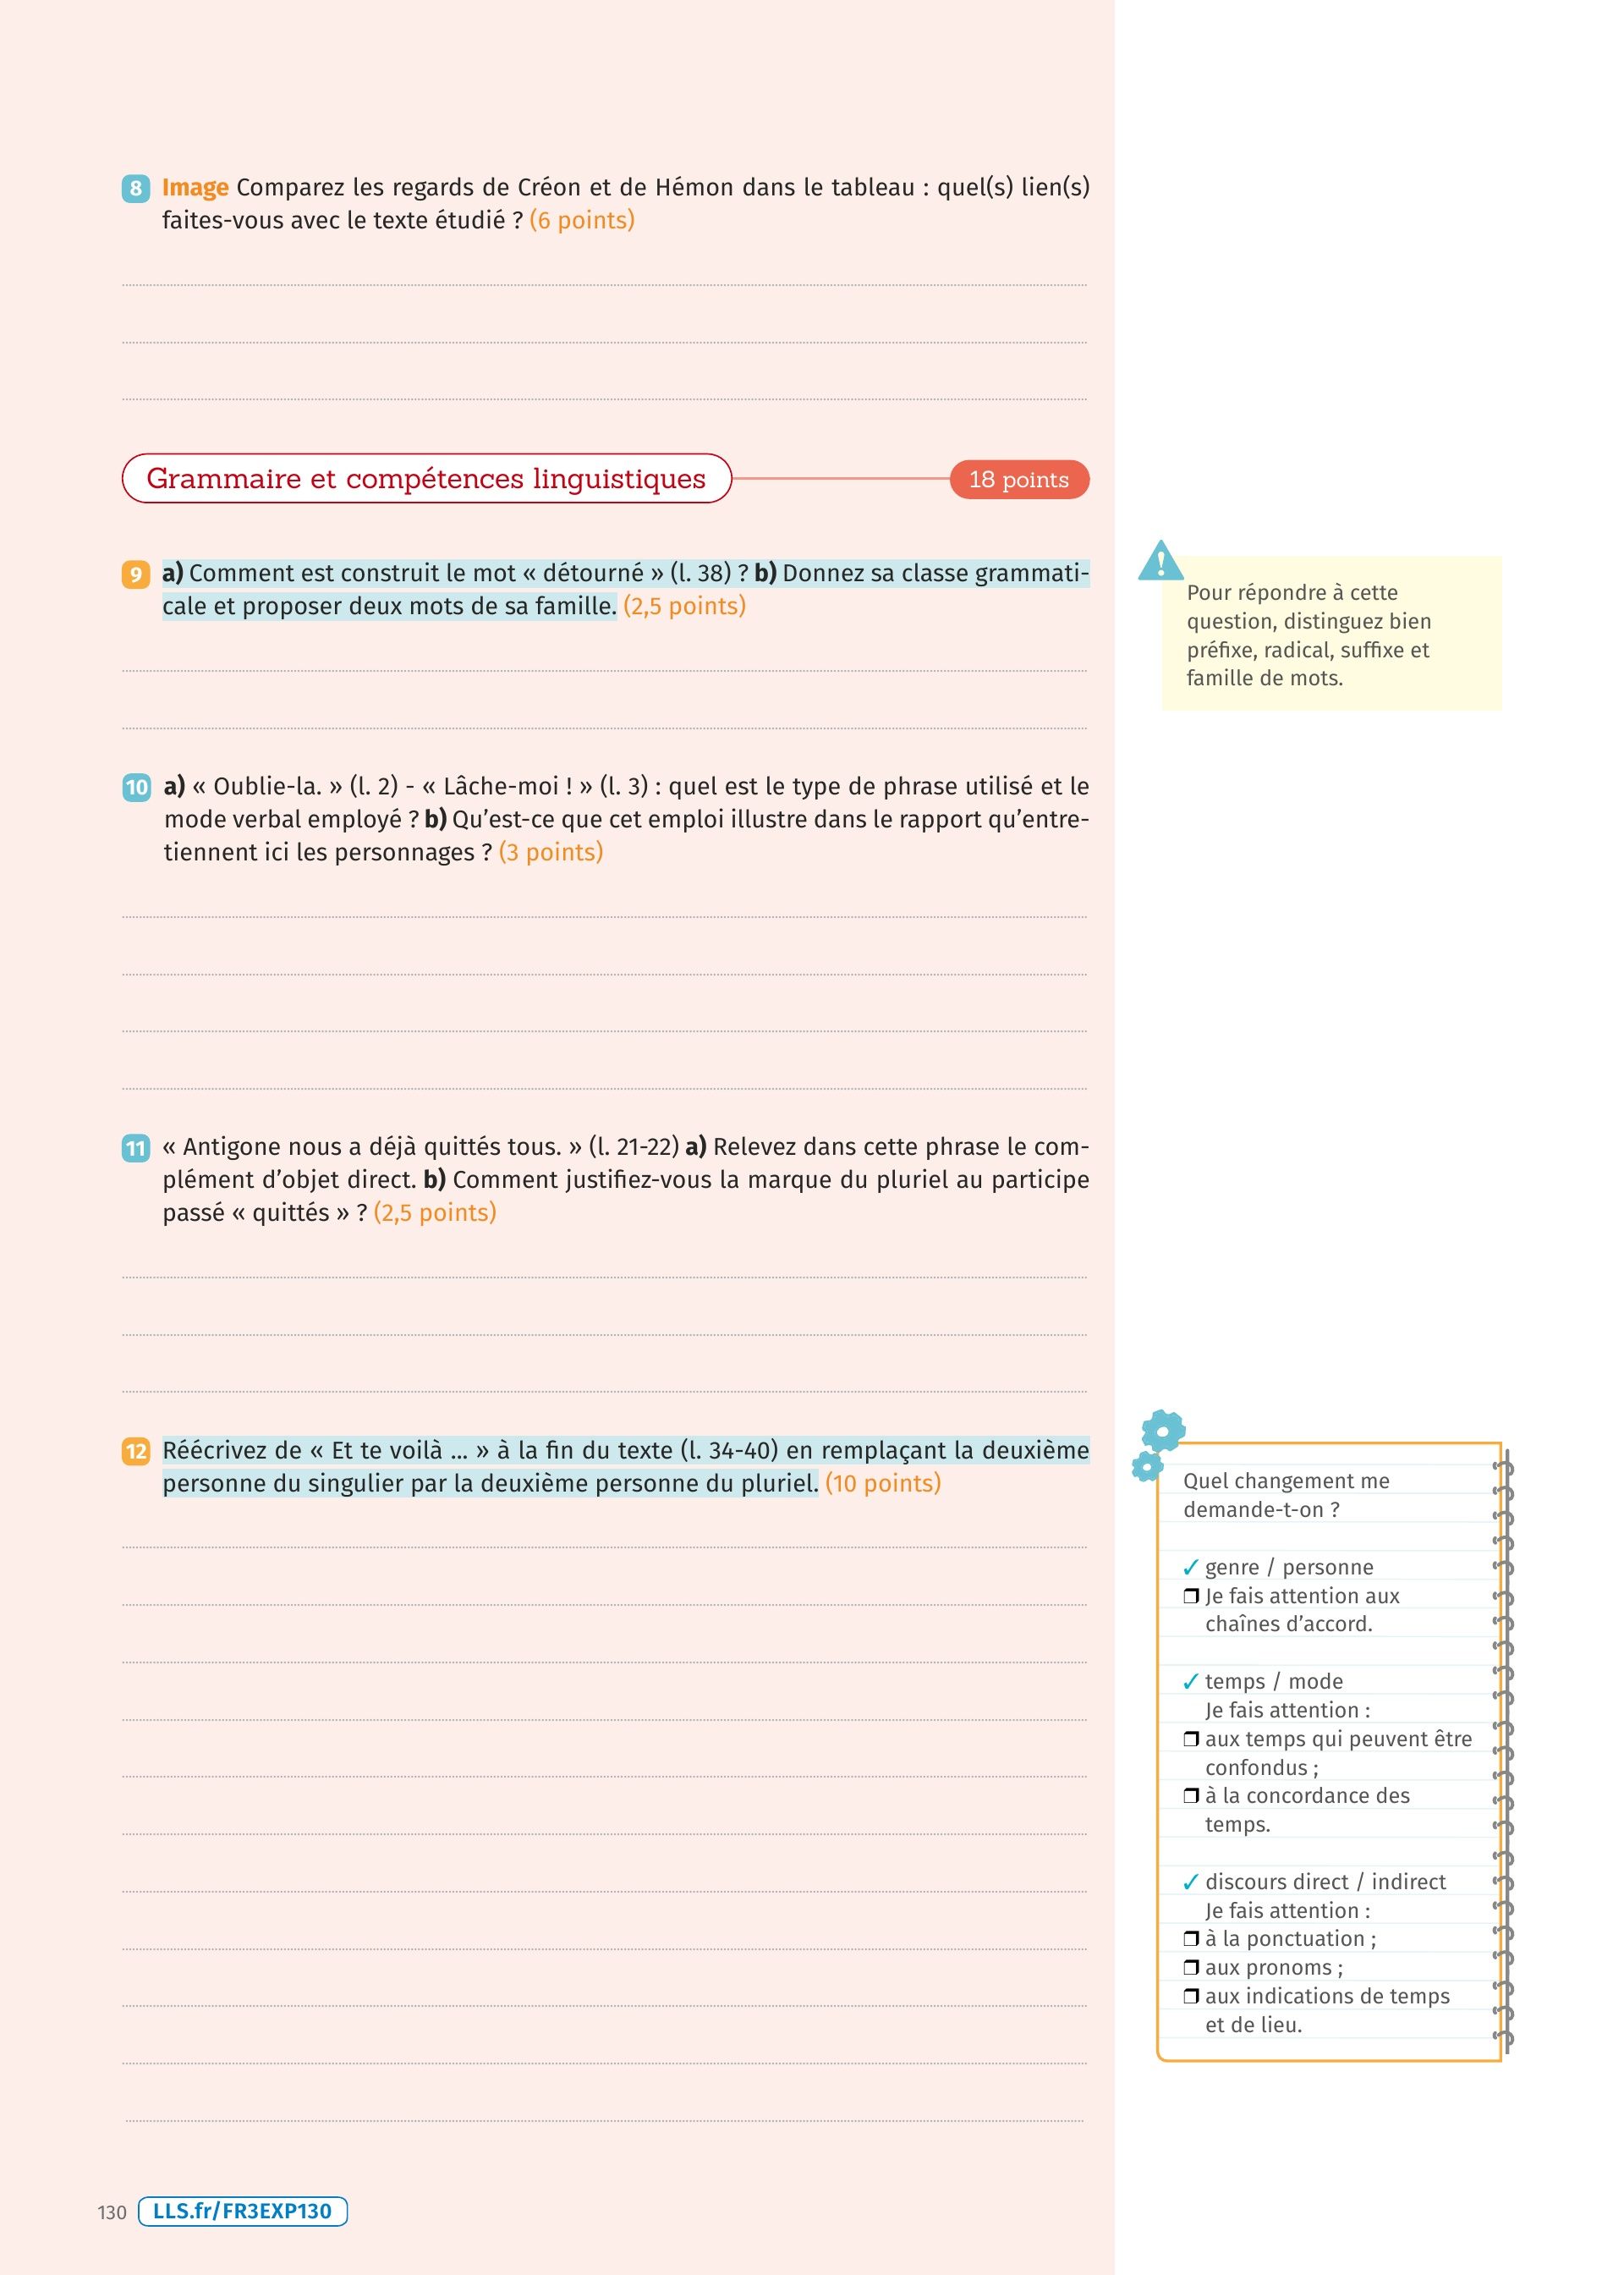 8 Image Comparez les regards de Créon et de Hémon dans le tableau : quel(s) lien(s)
faites-vous avec le texte étudié ? (6 points)
Grammaire et compétences linguistiques 18 points
9 a) Comment est construit le mot « détourné » (l. 38) ? b) Donnez sa classe grammati-
cale et proposer deux mots de sa famille. (2,5 points)
! Pour répondre à cette
question, distinguez bien
préfixe, radical, suffixe et
famille de mots.
10 a) « Oublie-la. » (l. 2) - « Lâche-moi ! » (l. 3) : quel est le type de phrase utilisé et le
mode verbal employé ? b) Qu’est-ce que cet emploi illustre dans le rapport qu’entre-
tiennent ici les personnages ? (3 points)
11 « Antigone nous a déjà quittés tous. » (l. 21-22) a) Relevez dans cette phrase le com-
plément d’objet direct. b) Comment justifiez-vous la marque du pluriel au participe
passé « quittés » ? (2,5 points)
12 Réécrivez de « Et te voilà ... » à la fin du texte (l. 34-40) en remplaçant la deuxième
personne du singulier par la deuxième personne du pluriel. (10 points)
Quel changement me
demande-t-on ?
✓ genre / personne
❒ Je fais attention aux
chaînes d’accord.
✓ temps / mode
Je fais attention :
❒ aux temps qui peuvent être
confondus ;
❒ à la concordance des
temps.
✓ discours direct / indirect
Je fais attention :
❒ à la ponctuation ;
❒ aux pronoms ;
❒ aux indications de temps
et de lieu.
130 LLS.fr/FR3EXP130